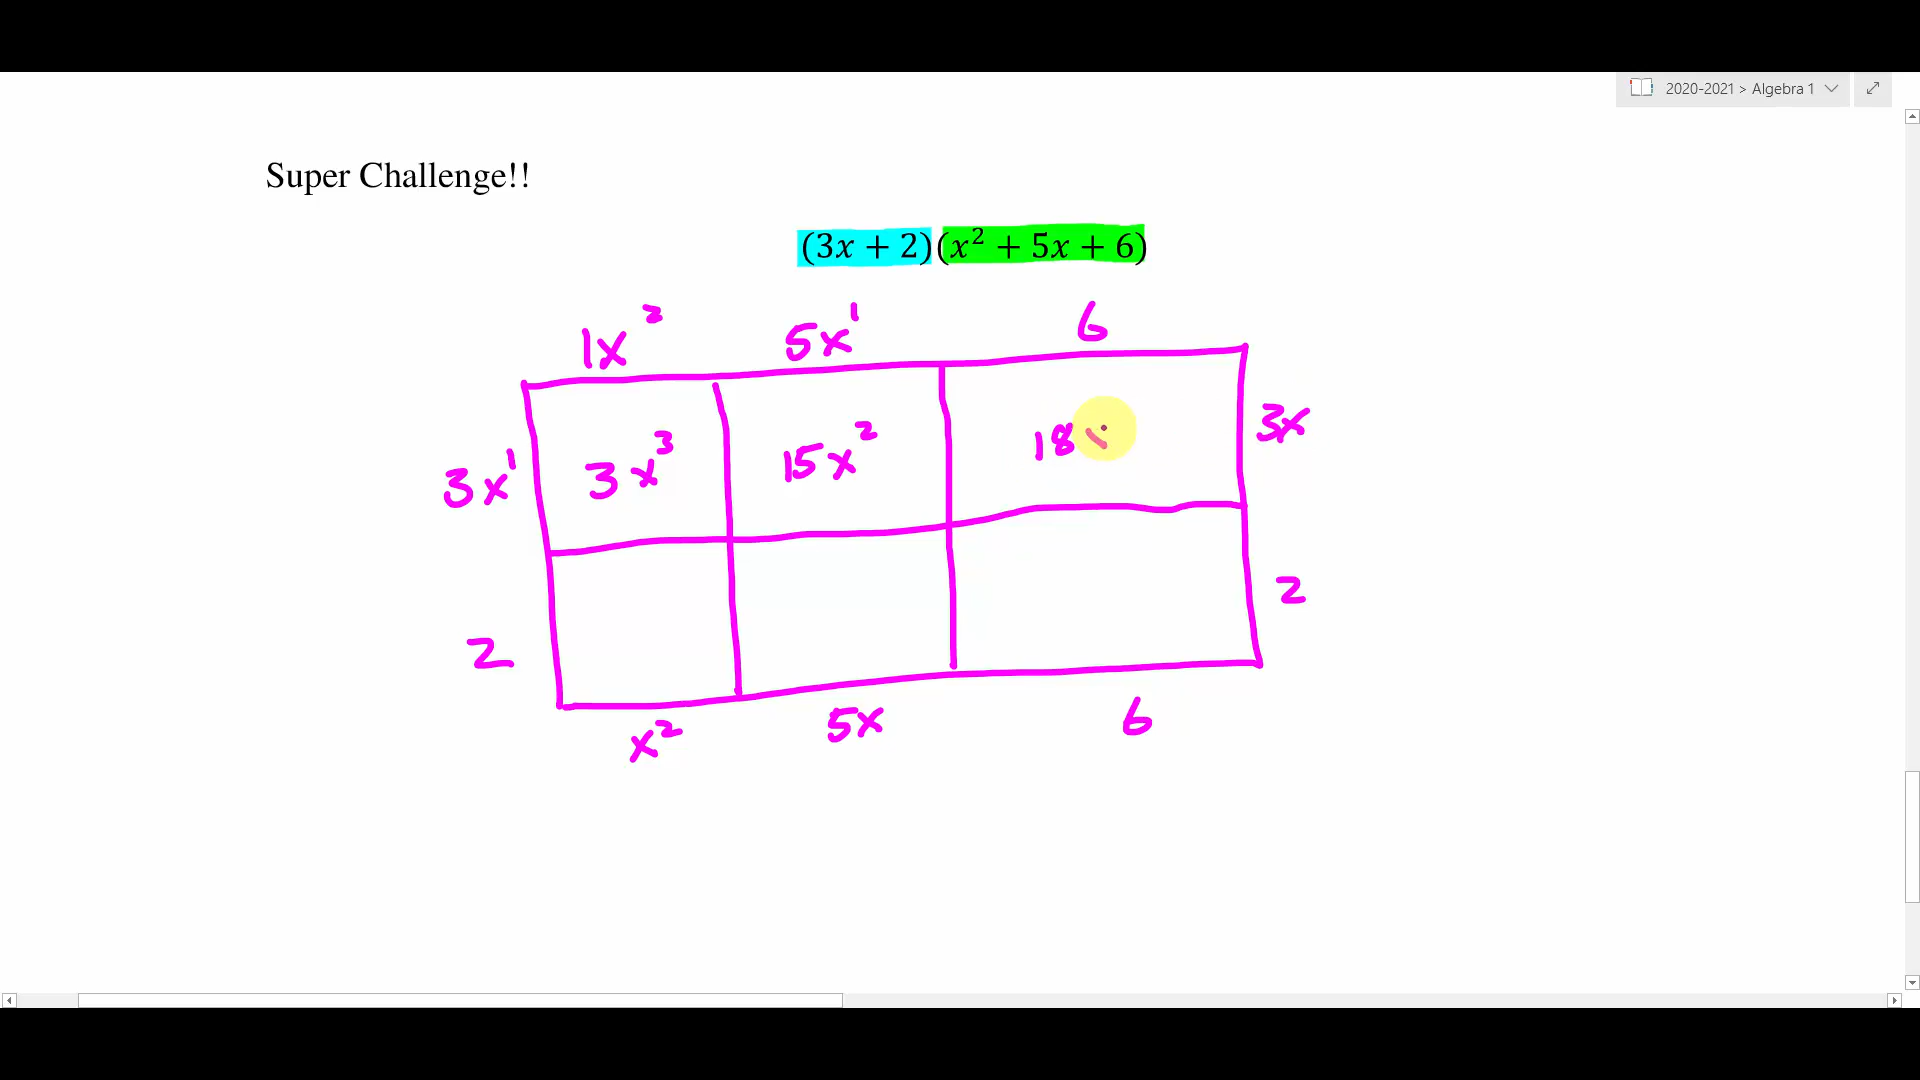 2020-2021 > Algebra 1
Super Challenge!!
(3x + 2)(x² + 5x + 6)
1x² 5x¹ 6
3x¹ 3x³ 15x² 18 3x
2 2
x² 5x 6